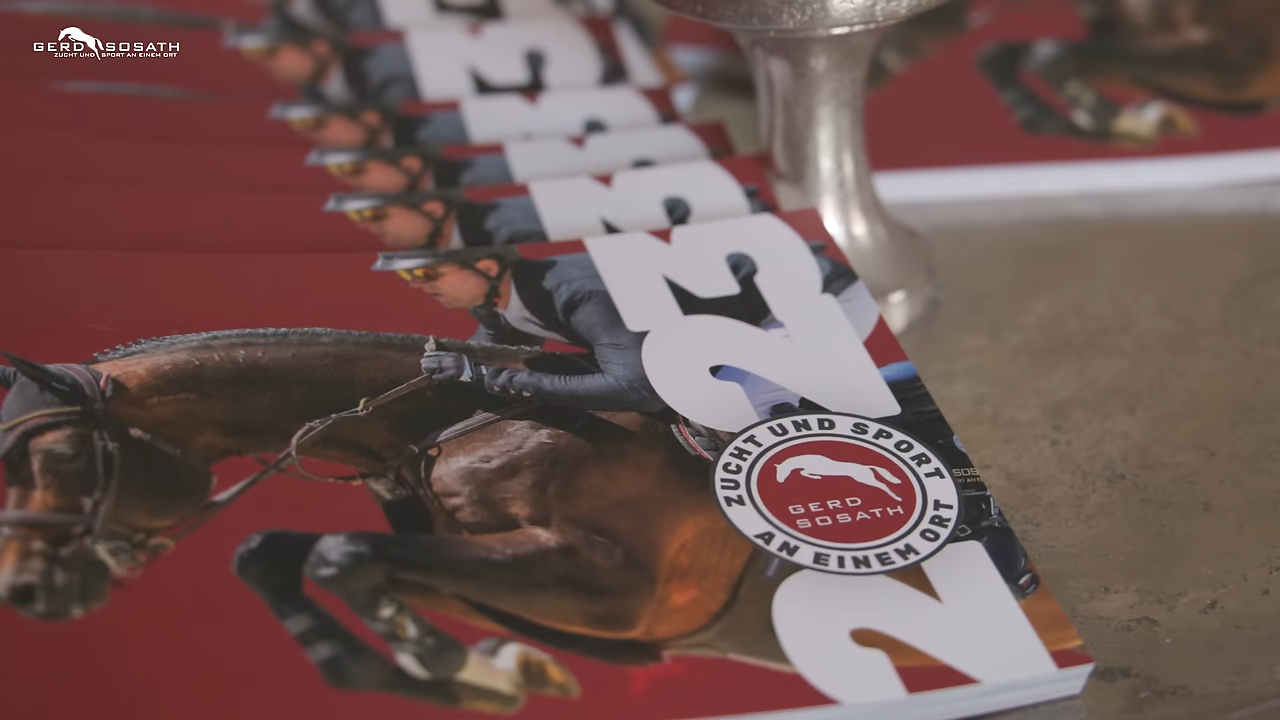 GERD SOSATH
ZUCHT UND SPORT AN EINEM ORT
2023
ZUCHT UND SPORT
GERD
SOSATH
AN EINEM ORT